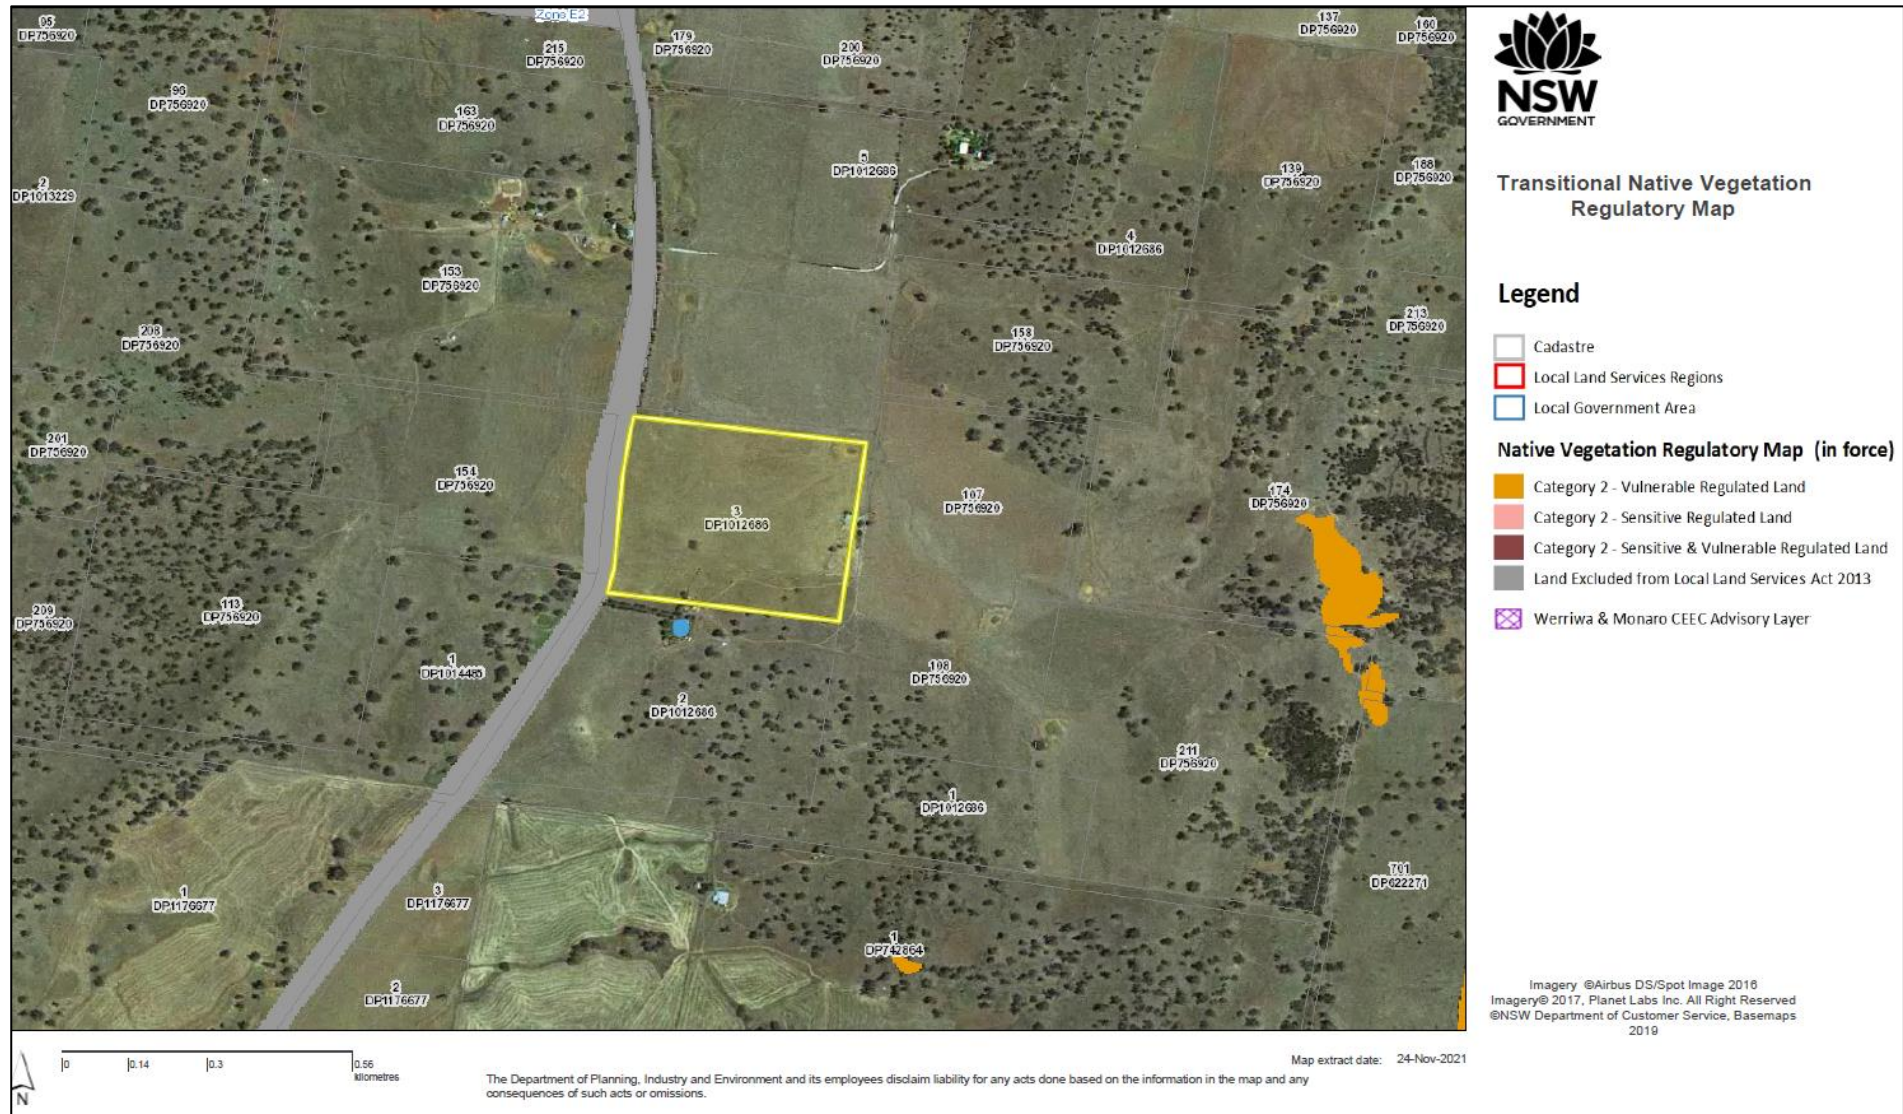 Zone E2
95
DP756920
215
DP756920
179
DP756920
200
DP756920
137
DP756920
160
DP756920
96
DP756920
163
DP756920
5
DP1012686
139
DP756920
188
DP756920
2
DP1013229
4
DP1012686
153
DP756920
208
DP756920
158
DP756920
213
DP756920
201
DP756920
154
DP756920
3
DP1012686
107
DP756920
174
DP756920
209
DP756920
113
DP756920
1
DP1014485
2
DP1012686
108
DP756920
211
DP756920
1
DP1012686
1
DP1176677
3
DP1176677
2
DP1176677
1
DP742864
701
DP622271
NSW
GOVERNMENT
Transitional Native Vegetation
Regulatory Map
Legend
Cadastre
Local Land Services Regions
Local Government Area
Native Vegetation Regulatory Map (in force)
Category 2 - Vulnerable Regulated Land
Category 2 - Sensitive Regulated Land
Category 2 - Sensitive & Vulnerable Regulated Land
Land Excluded from Local Land Services Act 2013
Werriwa & Monaro CEEC Advisory Layer
Imagery ©Airbus DS/Spot Image 2016
Imagery© 2017, Planet Labs Inc. All Right Reserved
©NSW Department of Customer Service, Basemaps
2019
N
0 0.14 0.3 0.56
kilometres
Map extract date: 24-Nov-2021
The Department of Planning, Industry and Environment and its employees disclaim liability for any acts done based on the information in the map and any
consequences of such acts or omissions.